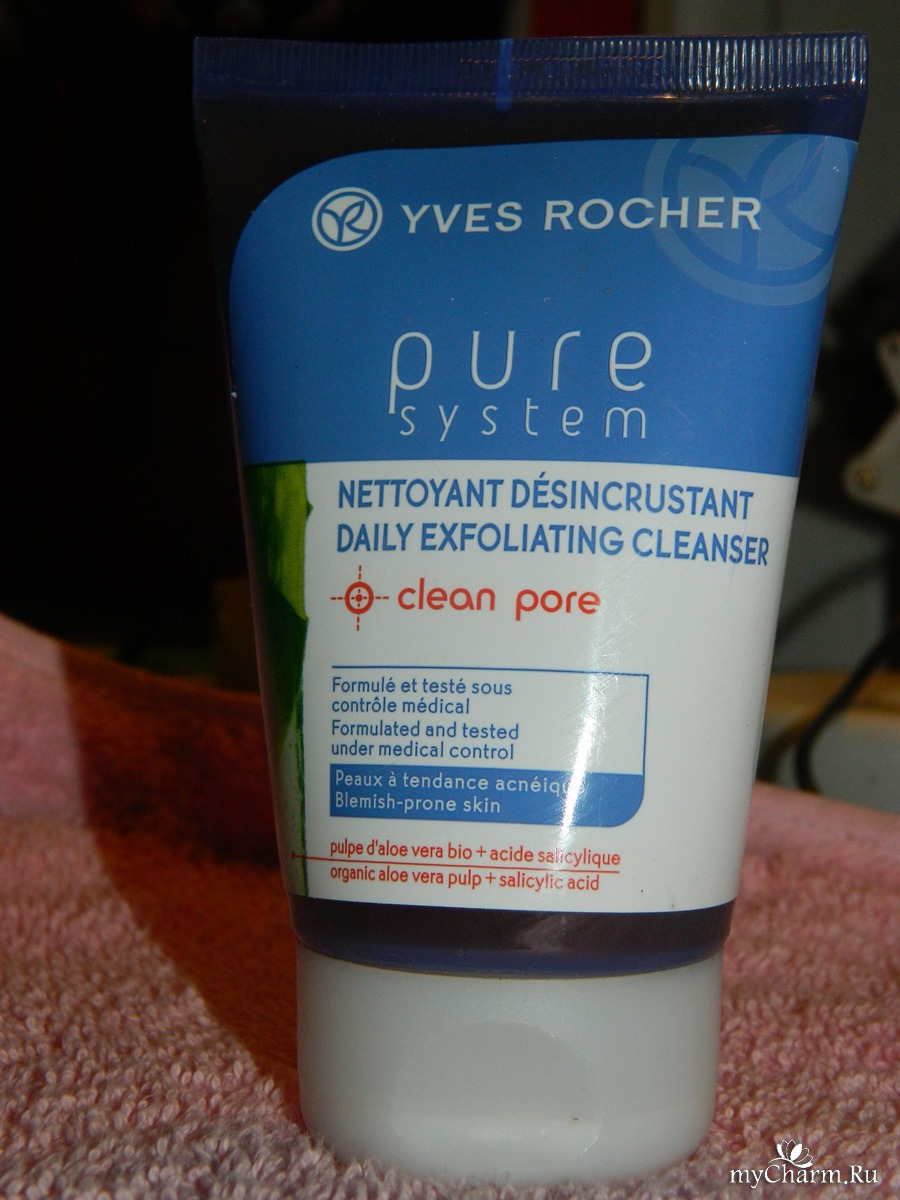 YVES ROCHER
pure
system
NETTOYANT DÉSINCRUSTANT
DAILY EXFOLIATING CLEANSER
clean pore
Formulé et testé sous
contrôle médical
Formulated and tested
under medical control
Peaux à tendance
Blemish-prone skin
pulpe d'aloe vera bio + acide salicylique
organic aloe vera pulp + salicylic acid
myCharm.Ru